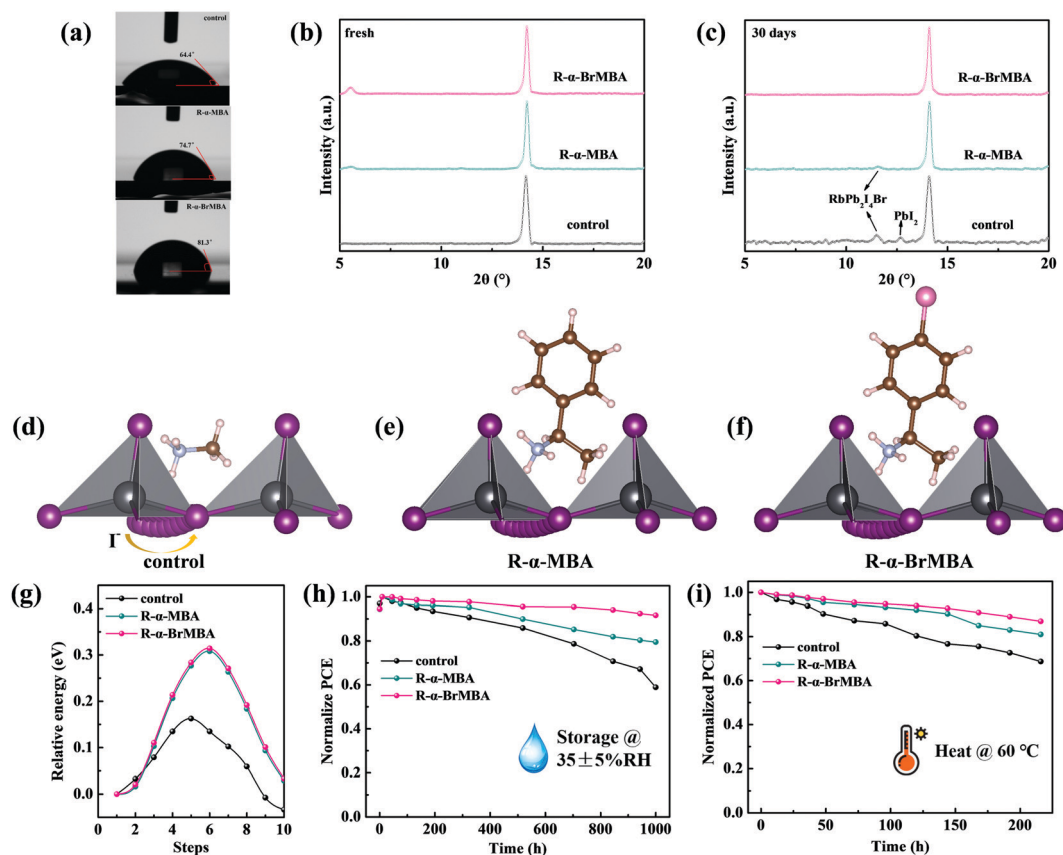 (a)
control
64.4°
R-α-MBA
74.7°
R-α-BrMBA
81.3°
(b)
fresh
R-α-BrMBA
R-α-MBA
control
Intensity (a.u.)
5 10 15 20
2θ (°)
(c)
30 days
R-α-BrMBA
R-α-MBA
RbPb₂I₄Br
PbI₂
control
Intensity (a.u.)
5 10 15 20
2θ (°)
(d)
I⁻
control
(e)
R-α-MBA
(f)
R-α-BrMBA
(g)
control
R-α-MBA
R-α-BrMBA
Relative energy (eV)
0.4
0.3
0.2
0.1
0.0
0 2 4 6 8 10
Steps
(h)
Normalize PCE
1.0
0.8
0.6
0.4
0.2
0.0
control
R-α-MBA
R-α-BrMBA
Storage @
35±5%RH
0 200 400 600 800 1000
Time (h)
(i)
Normalized PCE
1.0
0.8
0.6
0.4
0.2
0.0
control
R-α-MBA
R-α-BrMBA
Heat @ 60 °C
0 50 100 150 200
Time (h)